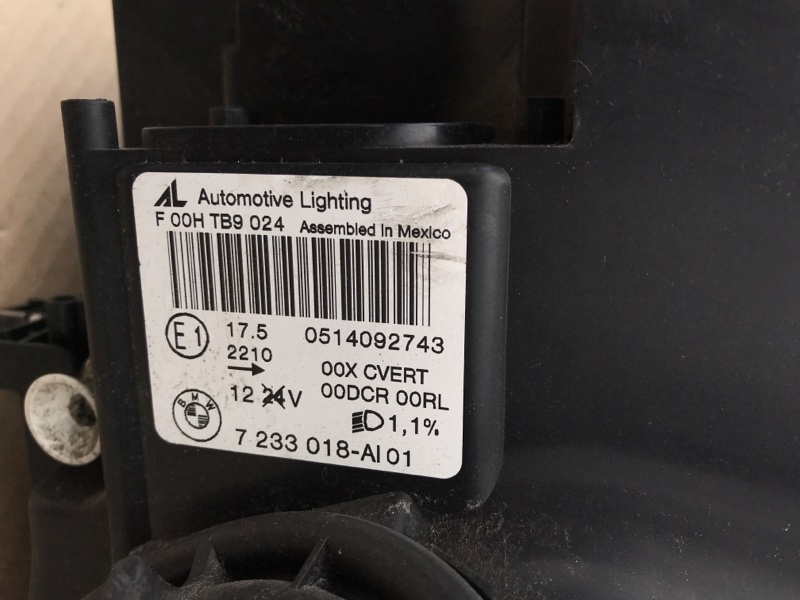 AL Automotive Lighting
F 00H TB9 024 Assembled in Mexico
E1 17.5 0514092743
2210
00X CVERT
12 24V 00DCR 00RL
1,1%
BMW
7 233 018-AI 01